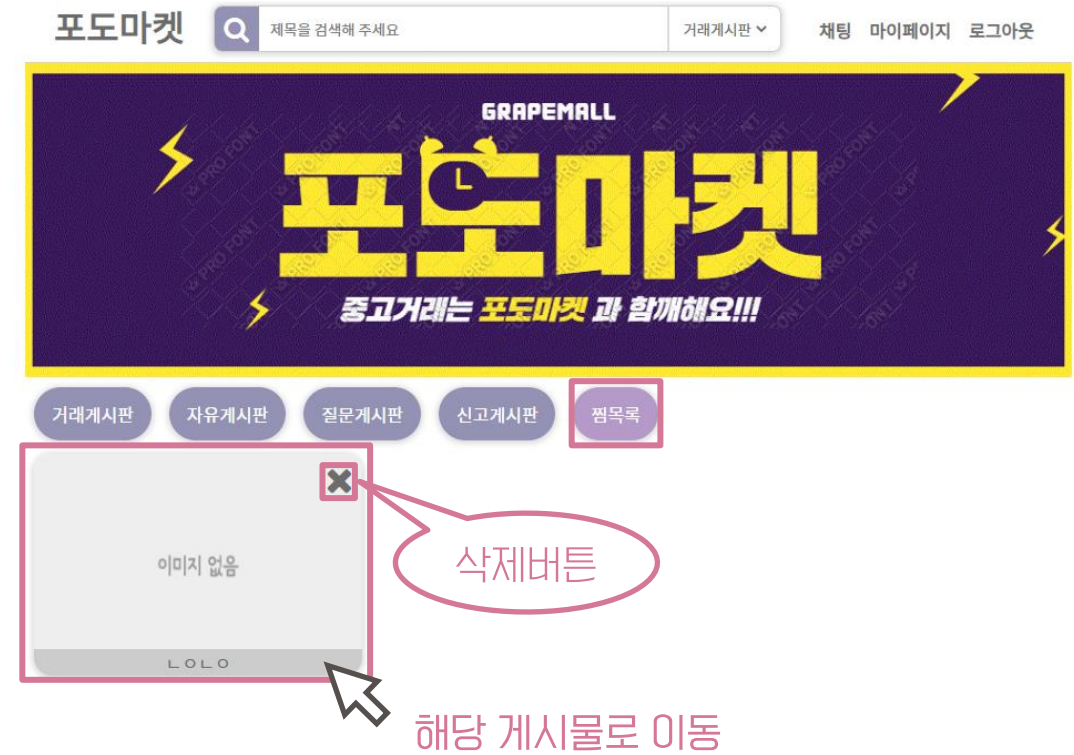 포도마켓
제목을 검색해 주세요
거래게시판
채팅 마이페이지 로그아웃
GRAPEMALL
포도마켓
중고거래는 포도마켓 과 함깨해요!!!
거래게시판 자유게시판 질문게시판 신고게시판 찜목록
이미지 없음
삭제버튼
ㄴㅇㄴㅇ
해당 게시물로 이동
PRO FONT